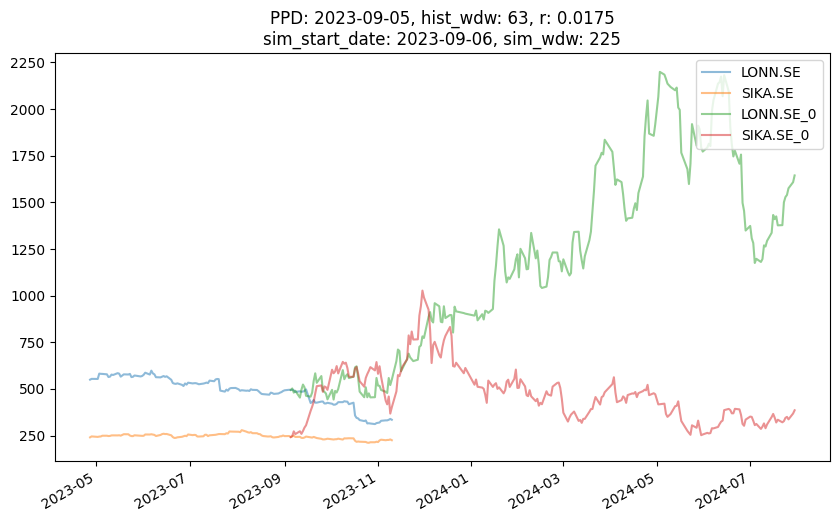 PPD: 2023-09-05, hist_wdw: 63, r: 0.0175
sim_start_date: 2023-09-06, sim_wdw: 225
LONN.SE
SIKA.SE
LONN.SE_0
SIKA.SE_0
2250
2000
1750
1500
1250
1000
750
500
250
2023-05
2023-07
2023-09
2023-11
2024-01
2024-03
2024-05
2024-07